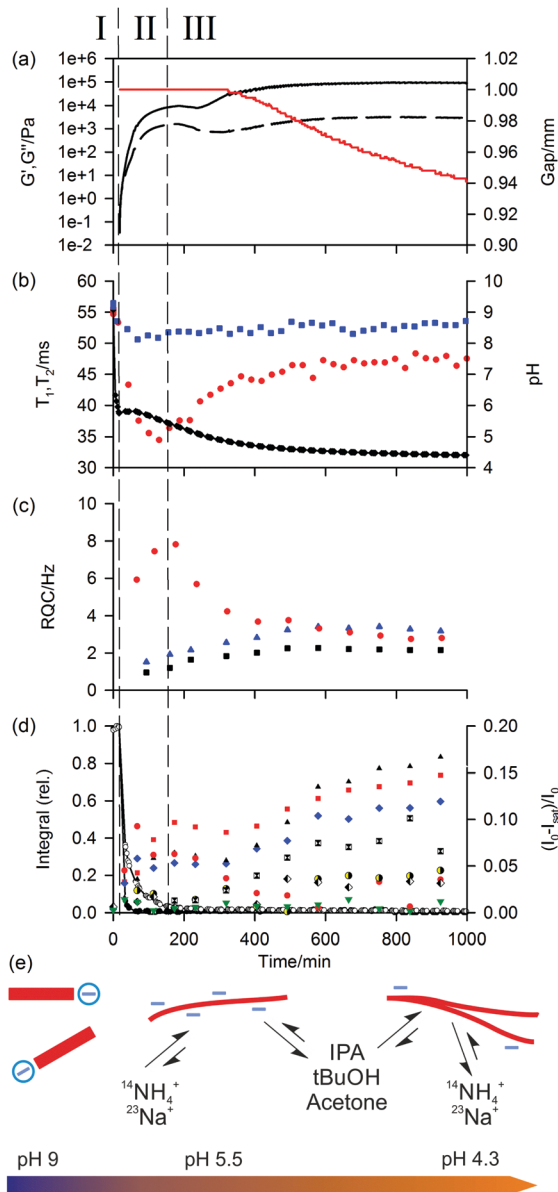 I II III
(a)
1e+6
1e+5
1e+4
1e+3
1e+2
1e+1
1e+0
1e-1
1e-2
G',G''/Pa
1.02
1.00
0.98
0.96
0.94
0.92
0.90
Gap/mm
(b)
60
55
50
45
40
35
30
T1,T2/ms
10
9
8
7
6
5
4
pH
(c)
10
8
6
4
2
0
RQC/Hz
(d)
1.0
0.8
0.6
0.4
0.2
0.0
Integral (rel.)
0.20
0.15
0.10
0.05
0.00
(I0-Isat)/I0
0 200 400 600 800 1000
Time/min
(e)
IPA
tBuOH
Acetone
14NH4+
23Na+
14NH4+
23Na+
pH 9 pH 5.5 pH 4.3